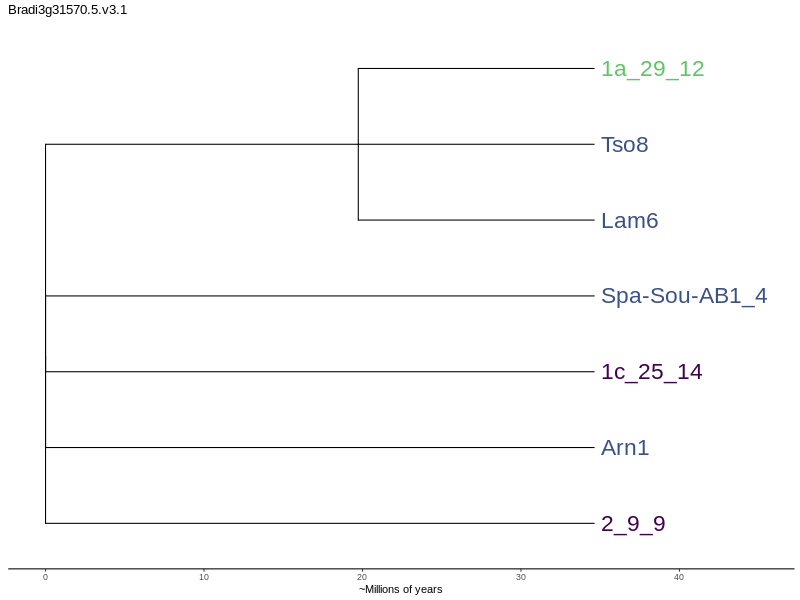 Bradi3g31570.5.v3.1
1a_29_12
Tso8
Lam6
Spa-Sou-AB1_4
1c_25_14
Arn1
2_9_9
0 10 20 30 40
~Millions of years